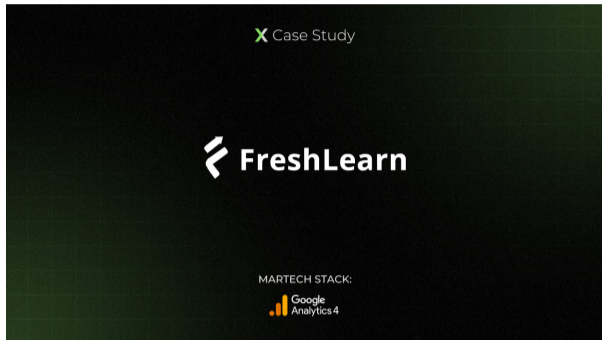 X Case Study
FreshLearn
MARTECH STACK:
Google
Analytics 4